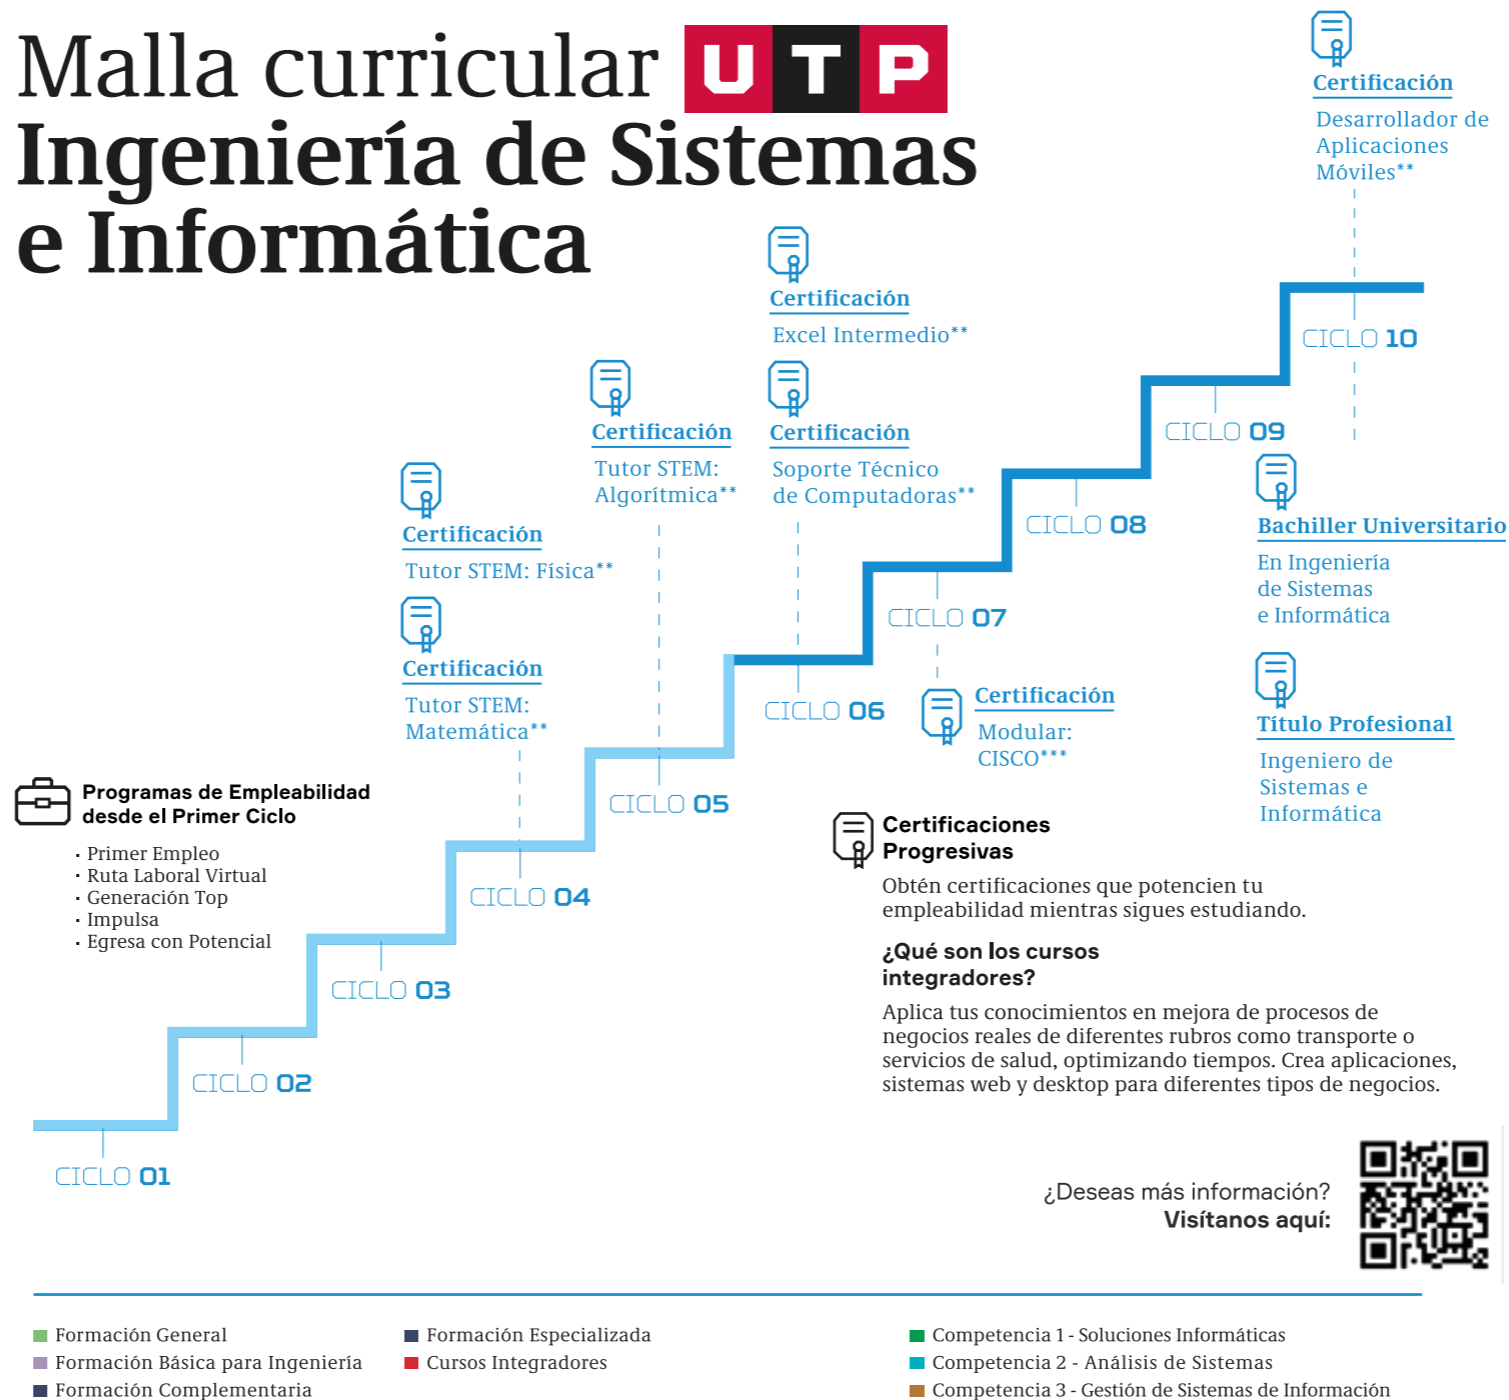 Malla curricular UTP
Ingeniería de Sistemas
e Informática
Certificación
Desarrollador de
Aplicaciones
Móviles**
Certificación
Excel Intermedio**
Certificación
Soporte Técnico
de Computadoras**
Certificación
Tutor STEM:
Algorítmica**
Certificación
Tutor STEM: Física**
Certificación
Tutor STEM:
Matemática**
CICLO 10
CICLO 09
CICLO 08
CICLO 07
CICLO 06
CICLO 05
CICLO 04
CICLO 03
CICLO 02
CICLO 01
Bachiller Universitario
En Ingeniería
de Sistemas
e Informática
Título Profesional
Ingeniero de
Sistemas e
Informática
Certificación
Modular:
CISCO***
Programas de Empleabilidad
desde el Primer Ciclo
· Primer Empleo
· Ruta Laboral Virtual
· Generación Top
· Impulsa
· Egresa con Potencial
Certificaciones
Progresivas
Obtén certificaciones que potencien tu
empleabilidad mientras sigues estudiando.
¿Qué son los cursos
integradores?
Aplica tus conocimientos en mejora de procesos de
negocios reales de diferentes rubros como transporte o
servicios de salud, optimizando tiempos. Crea aplicaciones,
sistemas web y desktop para diferentes tipos de negocios.
¿Deseas más información?
Visítanos aquí:
Formación General
Formación Básica para Ingeniería
Formación Complementaria
Formación Especializada
Cursos Integradores
Competencia 1 - Soluciones Informáticas
Competencia 2 - Análisis de Sistemas
Competencia 3 - Gestión de Sistemas de Información